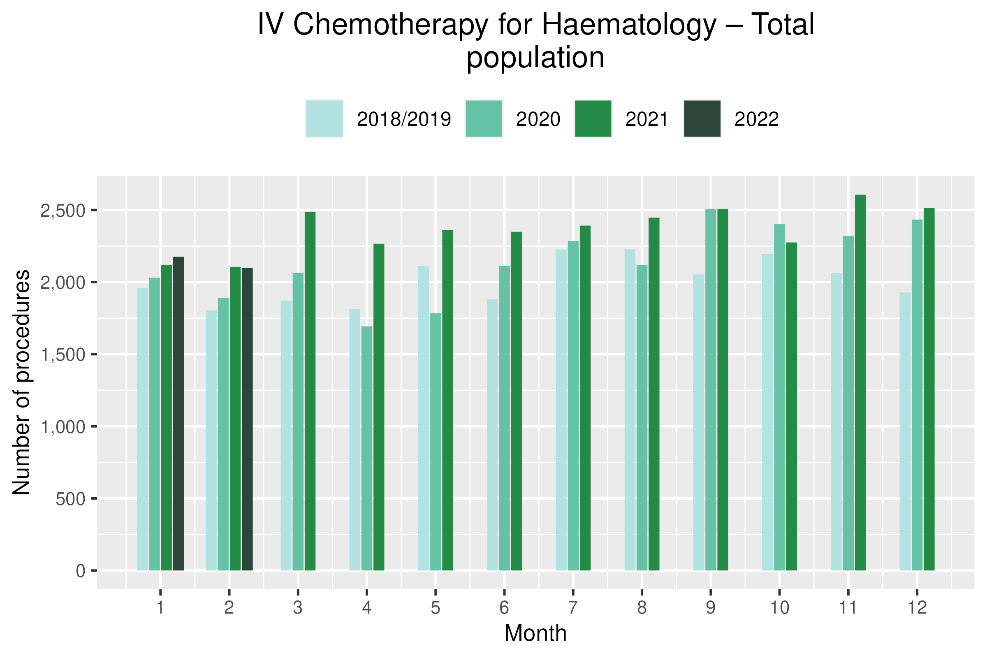 IV Chemotherapy for Haematology – Total
population
2018/2019 2020 2021 2022
Number of procedures
2,500
2,000
1,500
1,000
500
0
1 2 3 4 5 6 7 8 9 10 11 12
Month